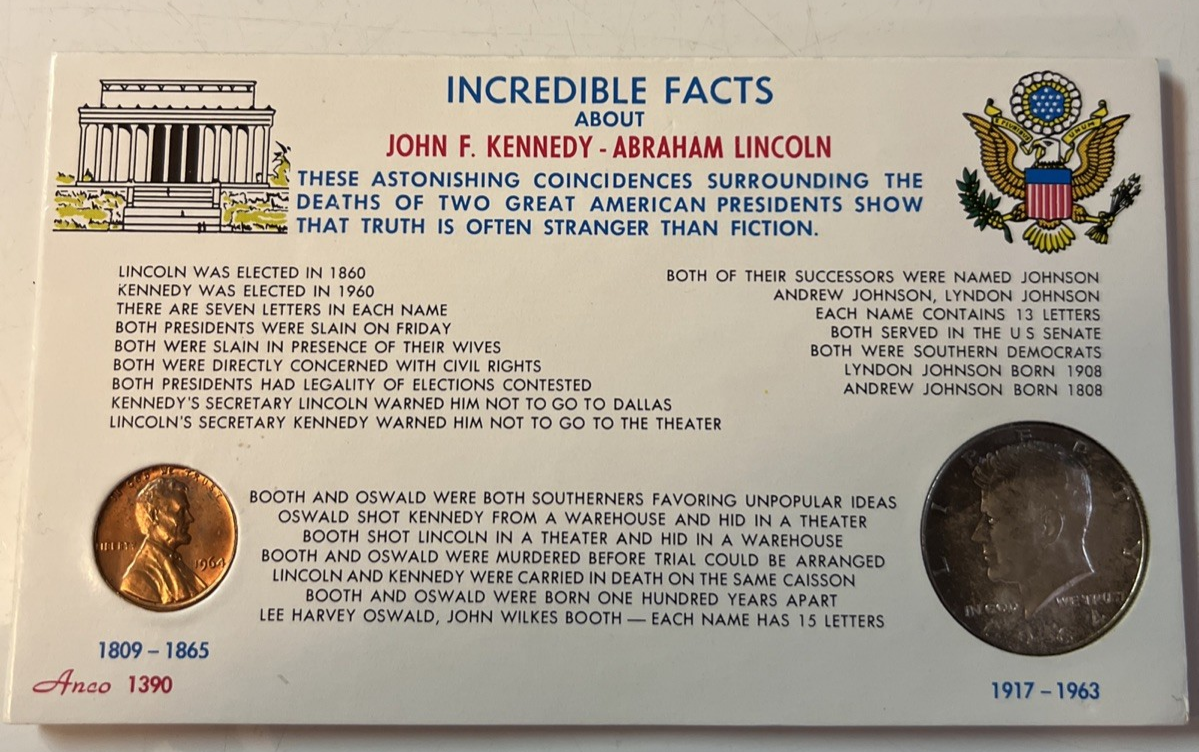 INCREDIBLE FACTS
ABOUT
JOHN F. KENNEDY - ABRAHAM LINCOLN
THESE ASTONISHING COINCIDENCES SURROUNDING THE
DEATHS OF TWO GREAT AMERICAN PRESIDENTS SHOW
THAT TRUTH IS OFTEN STRANGER THAN FICTION.
E PLURIBUS UNUM
LINCOLN WAS ELECTED IN 1860
KENNEDY WAS ELECTED IN 1960
THERE ARE SEVEN LETTERS IN EACH NAME
BOTH PRESIDENTS WERE SLAIN ON FRIDAY
BOTH WERE SLAIN IN PRESENCE OF THEIR WIVES
BOTH WERE DIRECTLY CONCERNED WITH CIVIL RIGHTS
BOTH PRESIDENTS HAD LEGALITY OF ELECTIONS CONTESTED
KENNEDY'S SECRETARY LINCOLN WARNED HIM NOT TO GO TO DALLAS
LINCOLN'S SECRETARY KENNEDY WARNED HIM NOT TO GO TO THE THEATER
BOTH OF THEIR SUCCESSORS WERE NAMED JOHNSON
ANDREW JOHNSON, LYNDON JOHNSON
EACH NAME CONTAINS 13 LETTERS
BOTH SERVED IN THE U S SENATE
BOTH WERE SOUTHERN DEMOCRATS
LYNDON JOHNSON BORN 1908
ANDREW JOHNSON BORN 1808
IN GOD WE TRUST
LIBERTY
1964
BOOTH AND OSWALD WERE BOTH SOUTHERNERS FAVORING UNPOPULAR IDEAS
OSWALD SHOT KENNEDY FROM A WAREHOUSE AND HID IN A THEATER
BOOTH SHOT LINCOLN IN A THEATER AND HID IN A WAREHOUSE
BOOTH AND OSWALD WERE MURDERED BEFORE TRIAL COULD BE ARRANGED
LINCOLN AND KENNEDY WERE CARRIED IN DEATH ON THE SAME CAISSON
BOOTH AND OSWALD WERE BORN ONE HUNDRED YEARS APART
LEE HARVEY OSWALD, JOHN WILKES BOOTH — EACH NAME HAS 15 LETTERS
LIBERTY
IN GOD WE TRUST
1809 - 1865
Anco 1390
1917 - 1963